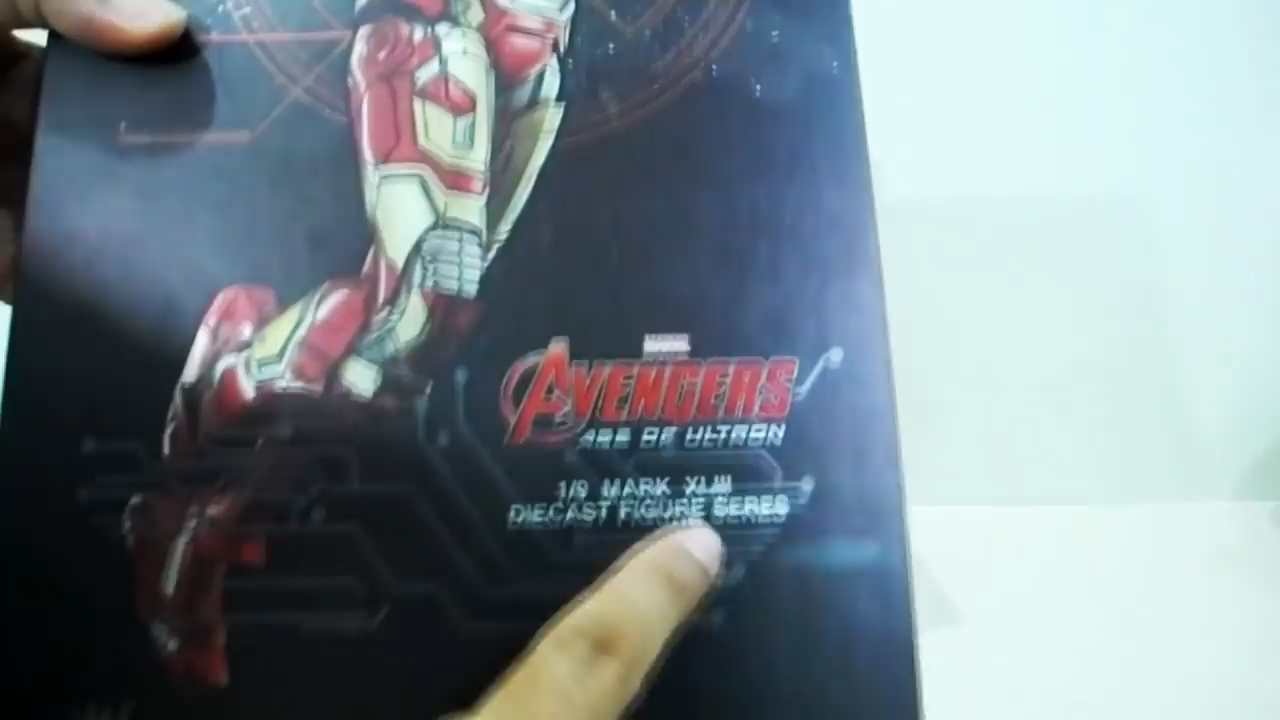 MARVEL
AVENGERS
AGE OF ULTRON
1/9 MARK XLIII
DIECAST FIGURE SERIES